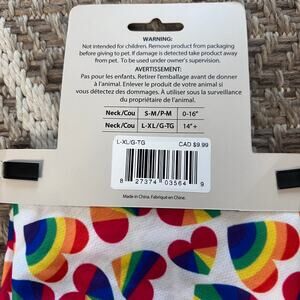 WARNING:
Not intended for children. Remove product from packaging
before giving to pet. If damage is detected take product away
from pet. To be used under owner's supervision.
AVERTISSEMENT:
Pas pour les enfants. Retirer l'emballage avant de donner
à l'animal. Enlever le produit de votre animal si
vous détectez des dommages. À utiliser sous la surveillance
du propriétaire de l'animal.
Neck/Cou S-M/P-M 0-16"
Neck/Cou L-XL/G-TG 14"+
L-XL/G-TG
CAD $9.99
8 27374 03564 9
Made in China. Fabriqué en Chine.